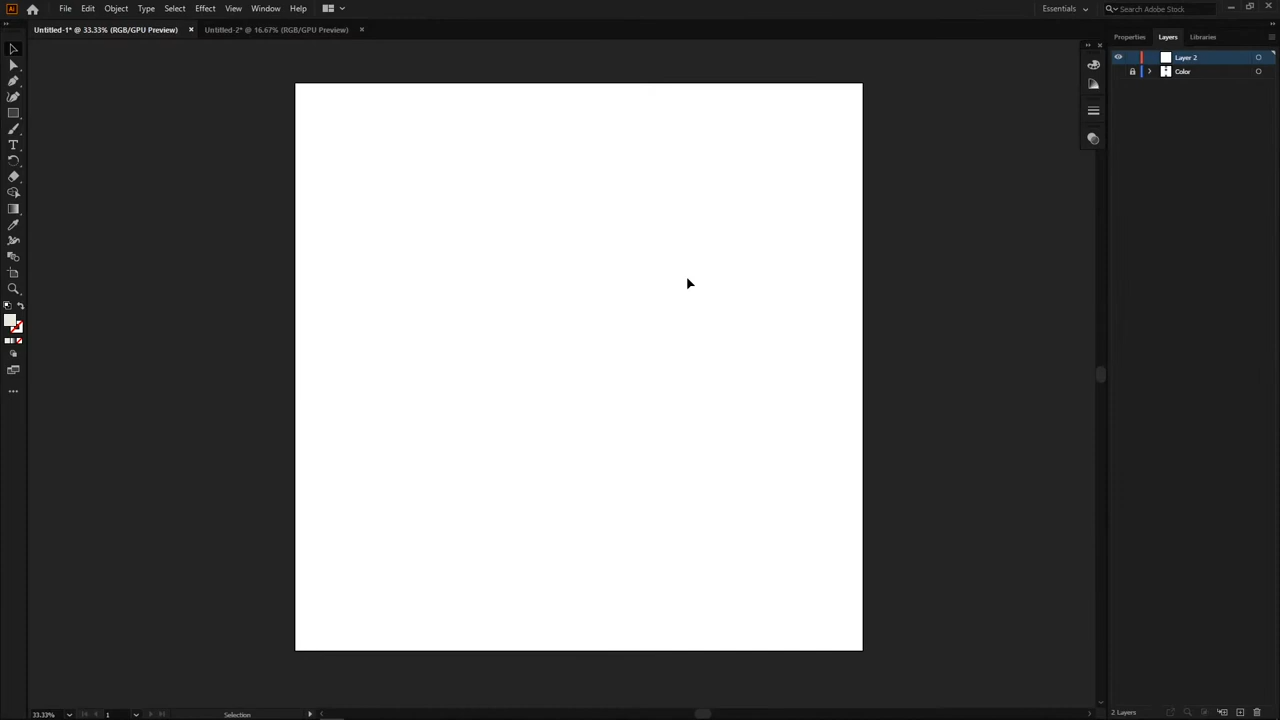 Ai File Edit Object Type Select Effect View Window Help Essentials Search Adobe Stock
Untitled-1* @ 33.33% (RGB/GPU Preview) × Untitled-2* @ 16.67% (RGB/GPU Preview) ×
Properties Layers Libraries
Layer 2
Color
33.33% 1 Selection 2 Layers